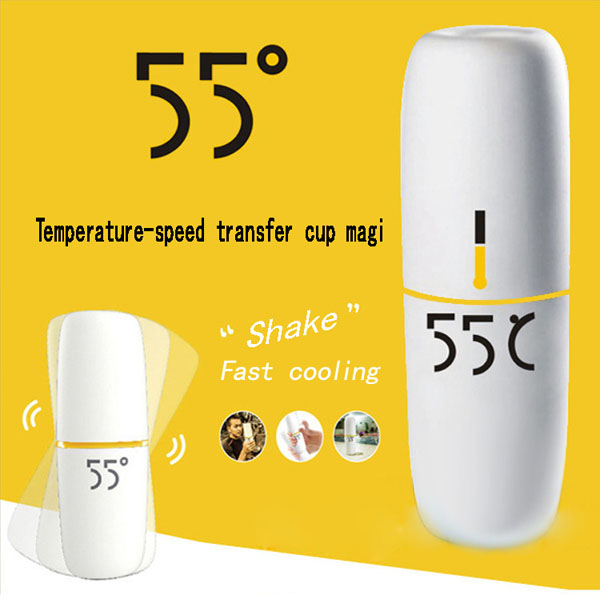 55°
Temperature-speed transfer cup magi
“ Shake ”
Fast cooling
55℃
55°